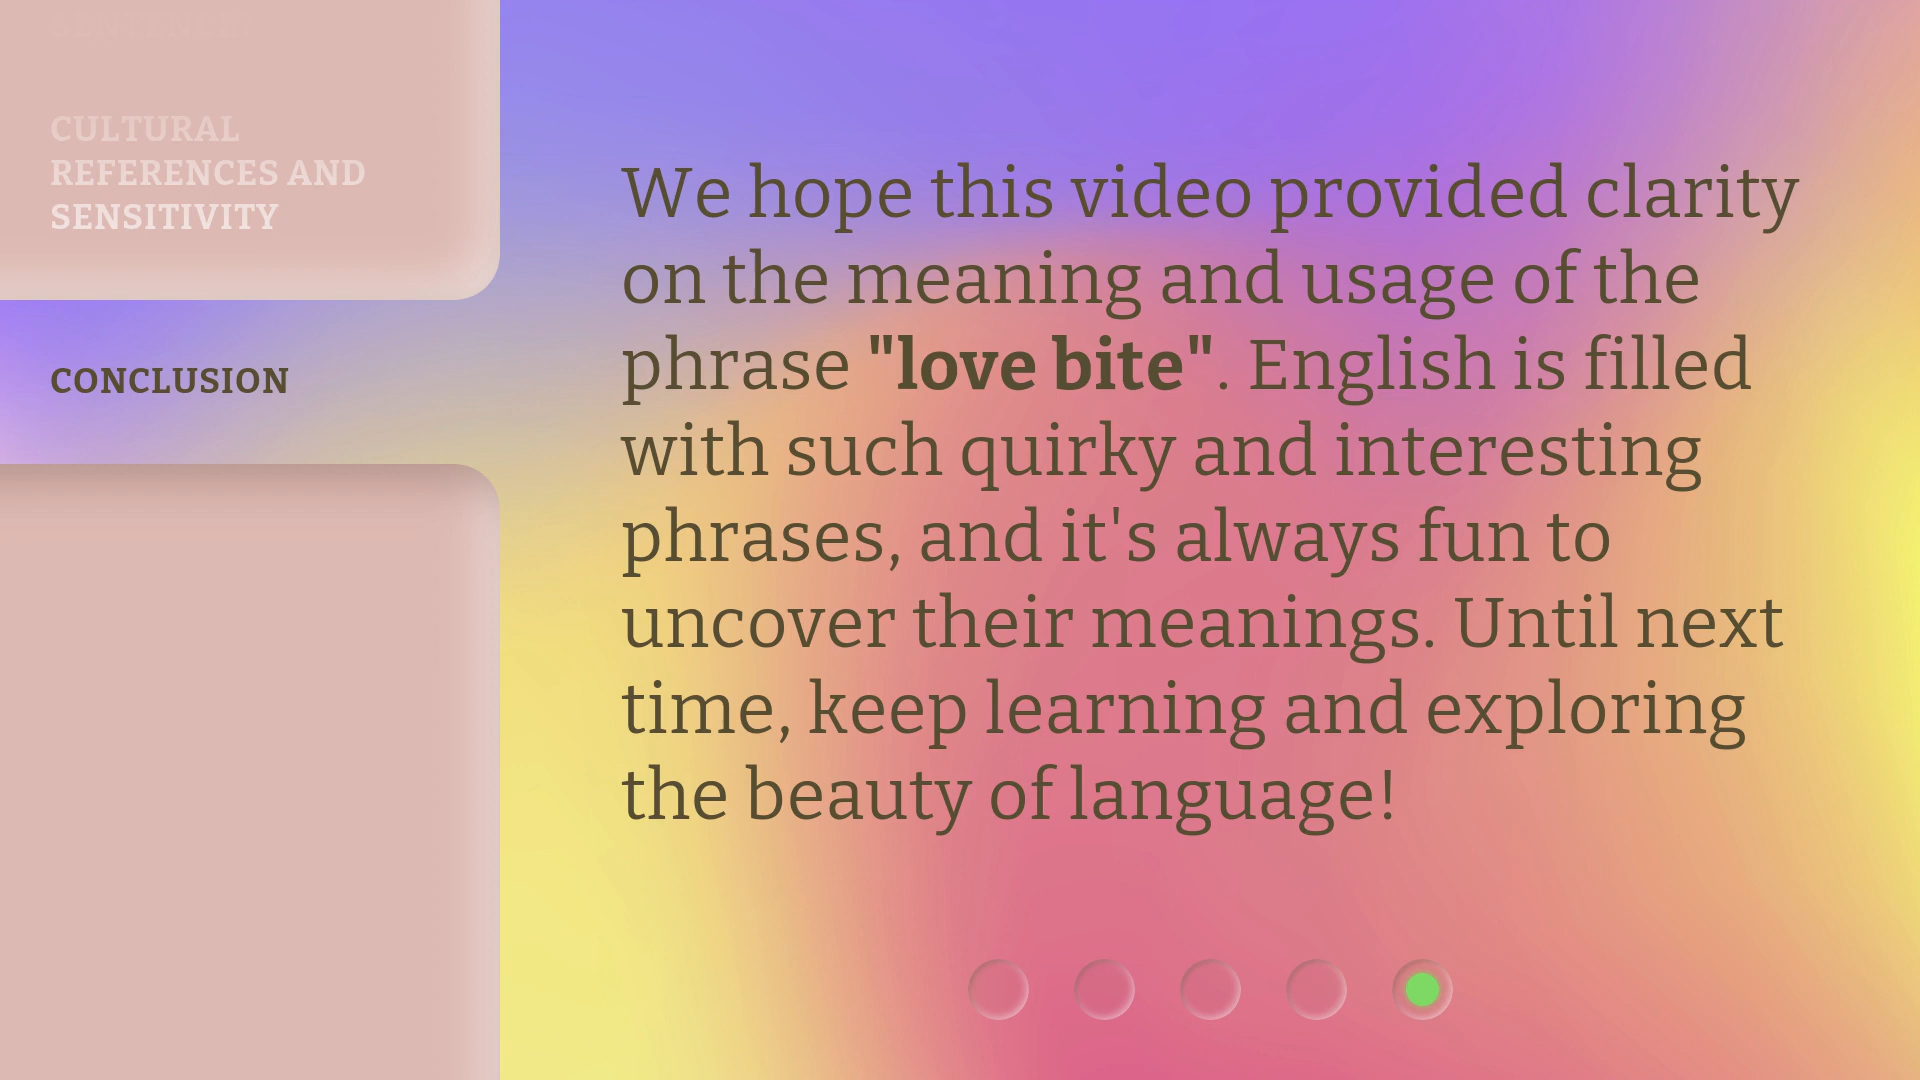 SENTENCE?
CULTURAL
REFERENCES AND
SENSITIVITY
CONCLUSION
We hope this video provided clarity
on the meaning and usage of the
phrase "love bite". English is filled
with such quirky and interesting
phrases, and it's always fun to
uncover their meanings. Until next
time, keep learning and exploring
the beauty of language!